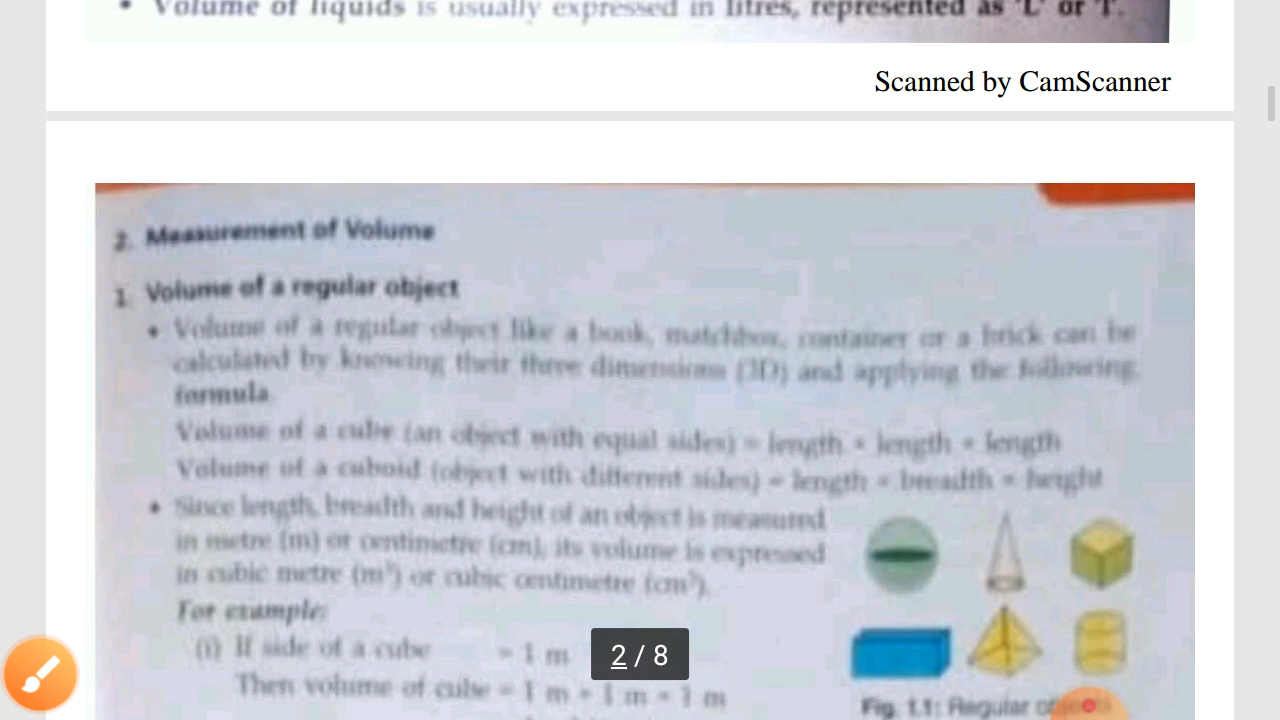 • Volume of liquids is usually expressed in litres, represented as 'L' or 'l'.
Scanned by CamScanner
2. Measurement of Volume
1. Volume of a regular object
• Volume of a regular object like a book, matchbox, container or a brick can be
calculated by knowing their three dimensions (3D) and applying the following
formula.
Volume of a cube (an object with equal sides) = length × length × length
Volume of a cuboid (object with different sides) = length × breadth × height
• Since length, breadth and height of an object is measured
in metre (m) or centimetre (cm), its volume is expressed
in cubic metre (m³) or cubic centimetre (cm³).
For example:
(i) If side of a cube = 1 m
Then volume of cube = 1 m × 1 m × 1 m
Fig. 1.1: Regular
2 / 8